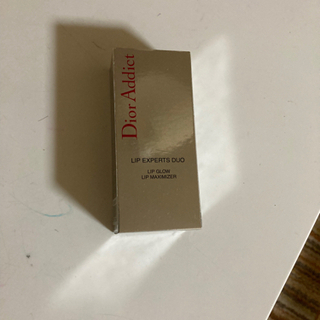 Dior Addict
LIP EXPERTS DUO
LIP GLOW
LIP MAXIMIZER